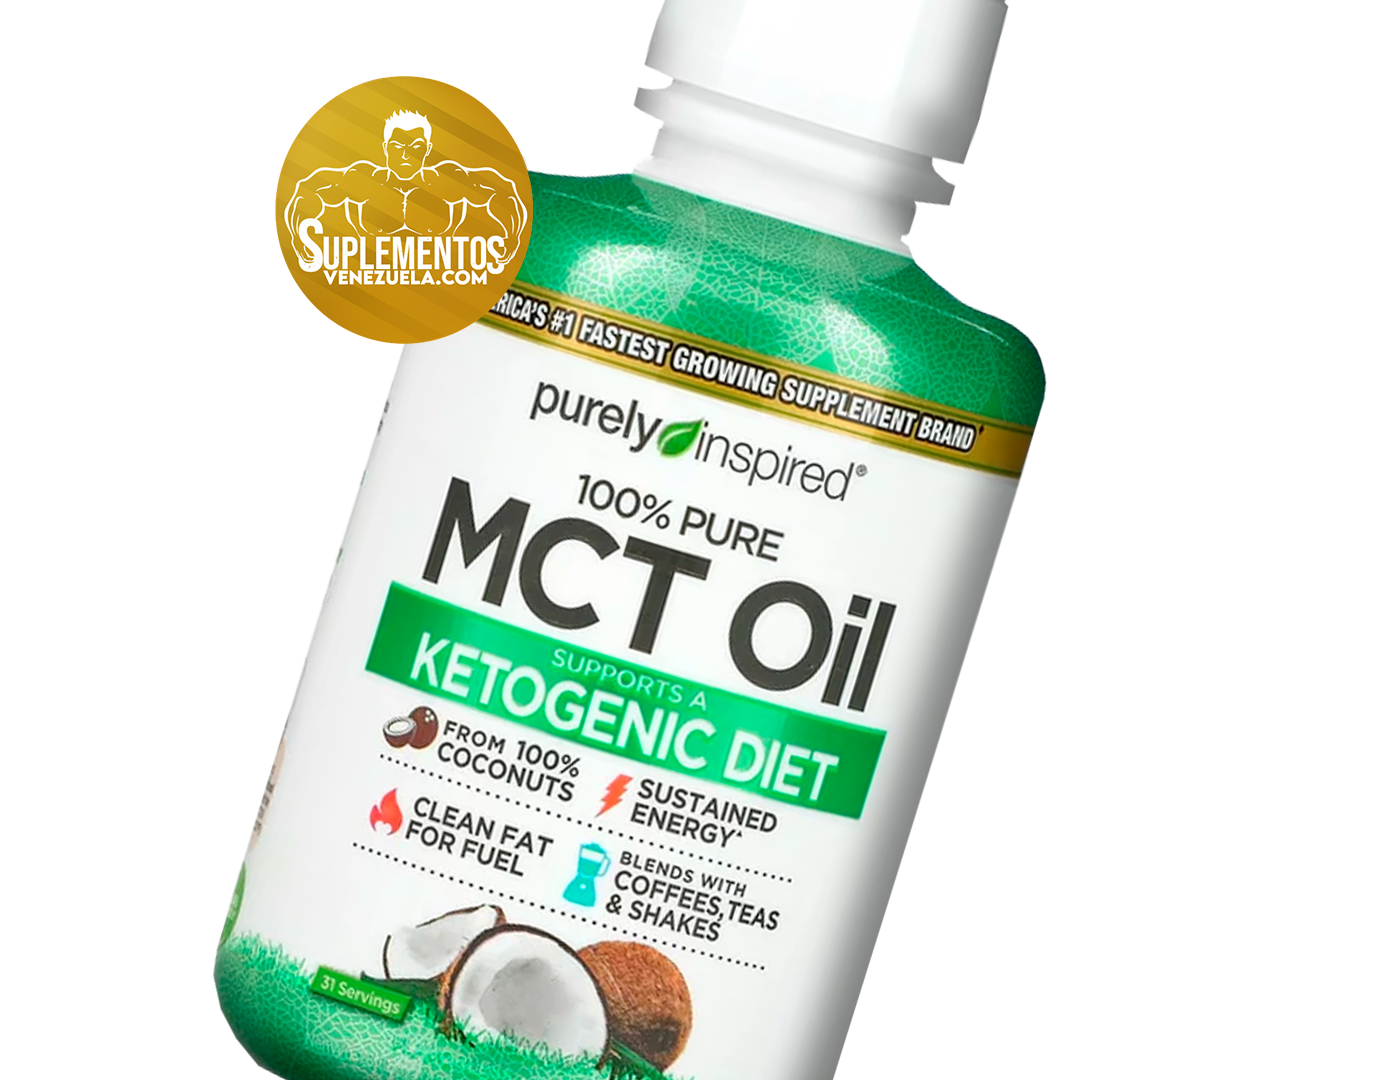 SUPLEMENTOS
VENEZUELA.COM
#1 FASTEST GROWING SUPPLEMENT BRAND
purely inspired®
100% PURE
MCT Oil
SUPPORTS A
KETOGENIC DIET
FROM 100%
COCONUTS
SUSTAINED
ENERGY^
CLEAN FAT
FOR FUEL
BLENDS WITH
COFFEES, TEAS
& SHAKES
31 Servings